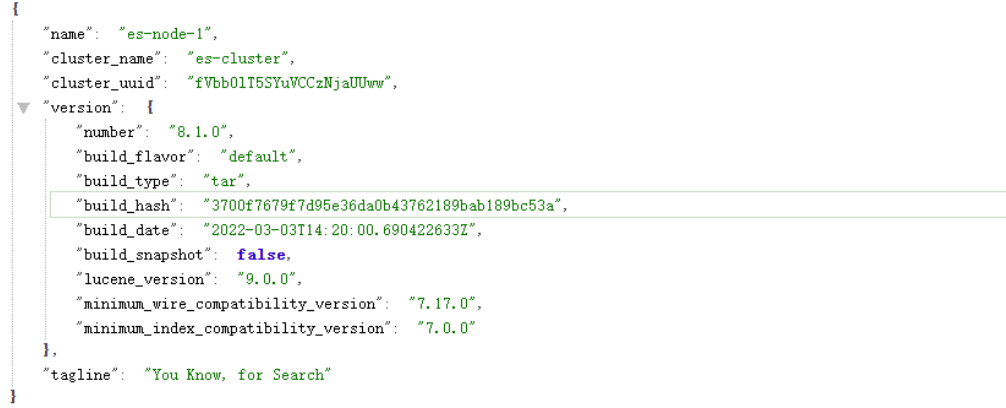 {
"name": "es-node-1",
"cluster_name": "es-cluster",
"cluster_uuid": "fVbb0lT5SYuVCCzNjaUUww",
"version": {
"number": "8.1.0",
"build_flavor": "default",
"build_type": "tar",
"build_hash": "3700f7679f7d95e36da0b43762189bab189bc53a",
"build_date": "2022-03-03T14:20:00.690422633Z",
"build_snapshot": false,
"lucene_version": "9.0.0",
"minimum_wire_compatibility_version": "7.17.0",
"minimum_index_compatibility_version": "7.0.0"
},
"tagline": "You Know, for Search"
}